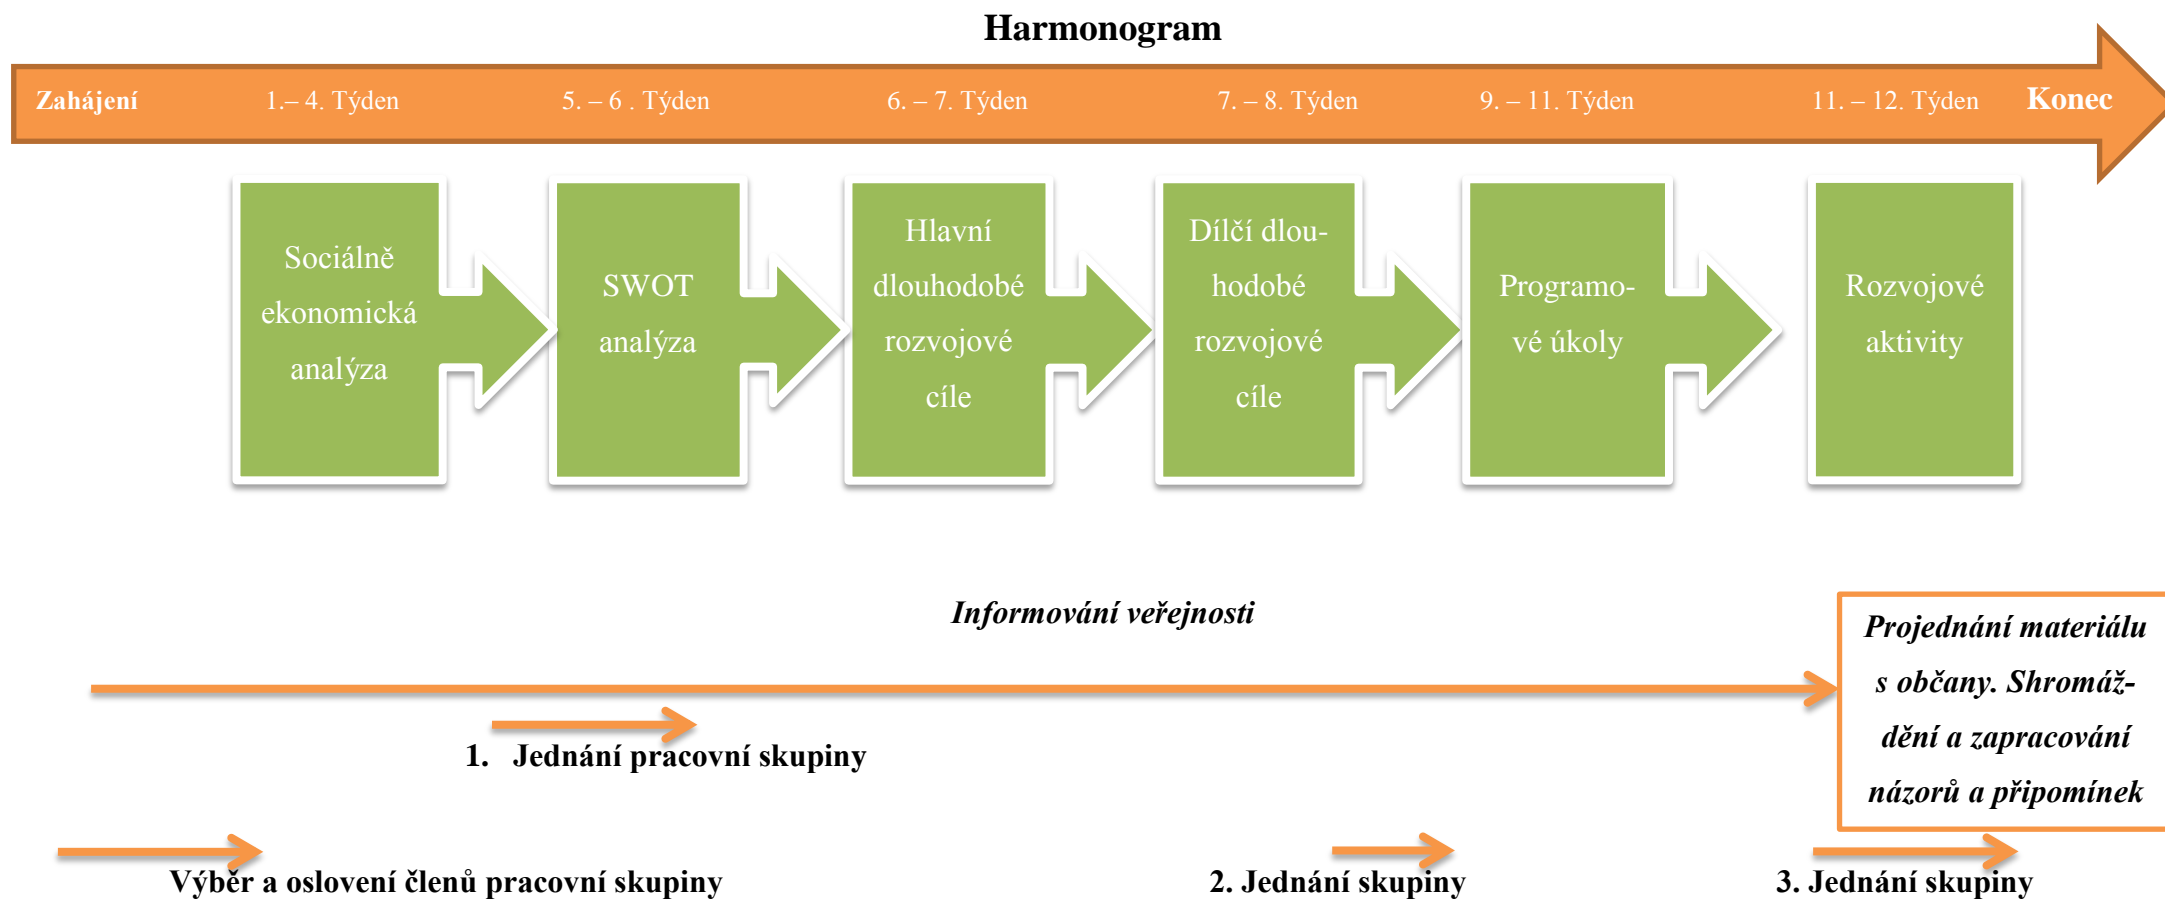 Harmonogram
Zahájení
1.– 4. Týden
5. – 6 . Týden
6. – 7. Týden
7. – 8. Týden
9. – 11. Týden
11. – 12. Týden
Konec
Sociálně
ekonomická
analýza
SWOT
analýza
Hlavní
dlouhodobé
rozvojové
cíle
Dílčí dlou-
hodobé
rozvojové
cíle
Programo-
vé úkoly
Rozvojové
aktivity
Informování veřejnosti
Projednání materiálu
s občany. Shromáž-
dění a zapracování
názorů a připomínek
1. Jednání pracovní skupiny
Výběr a oslovení členů pracovní skupiny
2. Jednání skupiny
3. Jednání skupiny